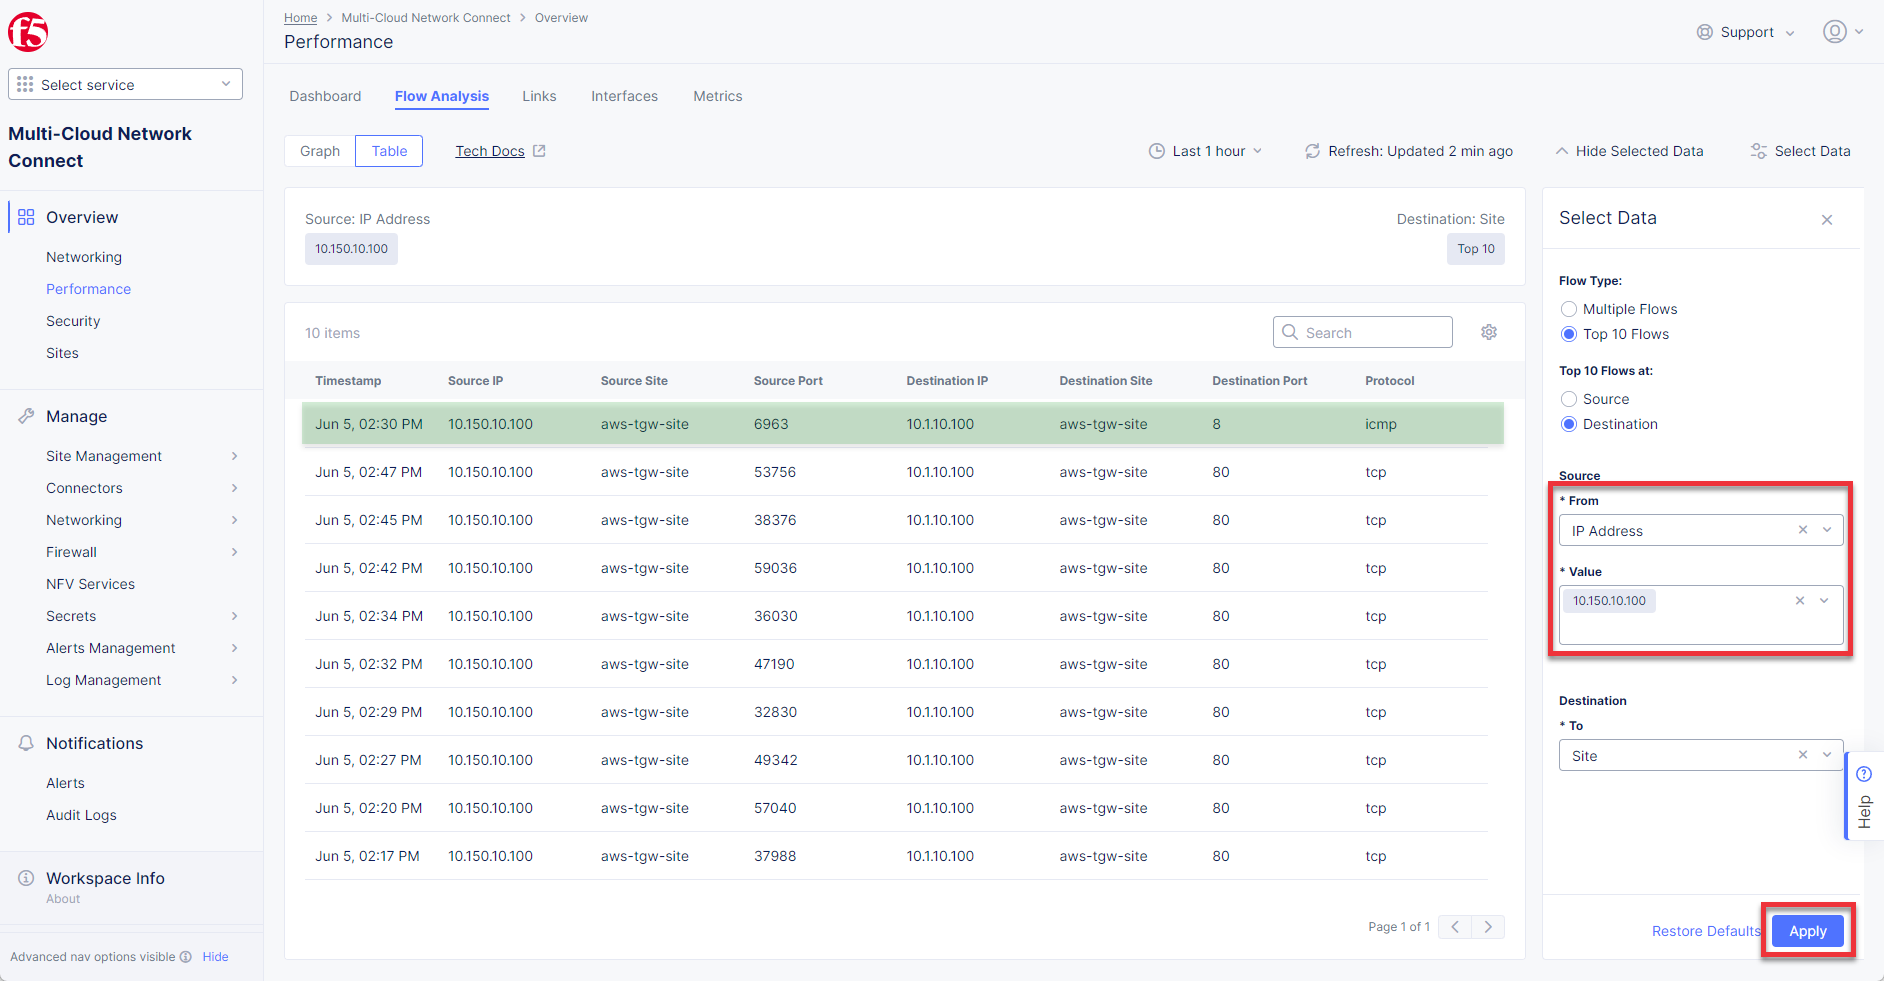 f5
Select service
Multi-Cloud Network
Connect
Overview
Networking
Performance
Security
Sites
Manage
Site Management
Connectors
Networking
Firewall
NFV Services
Secrets
Alerts Management
Log Management
Notifications
Alerts
Audit Logs
Workspace Info
About
Advanced nav options visible Hide
Home > Multi-Cloud Network Connect > Overview
Performance
Support
Dashboard Flow Analysis Links Interfaces Metrics
Graph Table Tech Docs Last 1 hour Refresh: Updated 2 min ago Hide Selected Data Select Data
Source: IP Address Destination: Site
10.150.10.100 Top 10
10 items Search
Timestamp Source IP Source Site Source Port Destination IP Destination Site Destination Port Protocol
Jun 5, 02:30 PM 10.150.10.100 aws-tgw-site 6963 10.1.10.100 aws-tgw-site 8 icmp
Jun 5, 02:47 PM 10.150.10.100 aws-tgw-site 53756 10.1.10.100 aws-tgw-site 80 tcp
Jun 5, 02:45 PM 10.150.10.100 aws-tgw-site 38376 10.1.10.100 aws-tgw-site 80 tcp
Jun 5, 02:42 PM 10.150.10.100 aws-tgw-site 59036 10.1.10.100 aws-tgw-site 80 tcp
Jun 5, 02:34 PM 10.150.10.100 aws-tgw-site 36030 10.1.10.100 aws-tgw-site 80 tcp
Jun 5, 02:32 PM 10.150.10.100 aws-tgw-site 47190 10.1.10.100 aws-tgw-site 80 tcp
Jun 5, 02:29 PM 10.150.10.100 aws-tgw-site 32830 10.1.10.100 aws-tgw-site 80 tcp
Jun 5, 02:27 PM 10.150.10.100 aws-tgw-site 49342 10.1.10.100 aws-tgw-site 80 tcp
Jun 5, 02:20 PM 10.150.10.100 aws-tgw-site 57040 10.1.10.100 aws-tgw-site 80 tcp
Jun 5, 02:17 PM 10.150.10.100 aws-tgw-site 37988 10.1.10.100 aws-tgw-site 80 tcp
Page 1 of 1
Select Data
Flow Type:
Multiple Flows
Top 10 Flows
Top 10 Flows at:
Source
Destination
Source
* From
IP Address
* Value
10.150.10.100
Destination
* To
Site
Help
Restore Defaults Apply